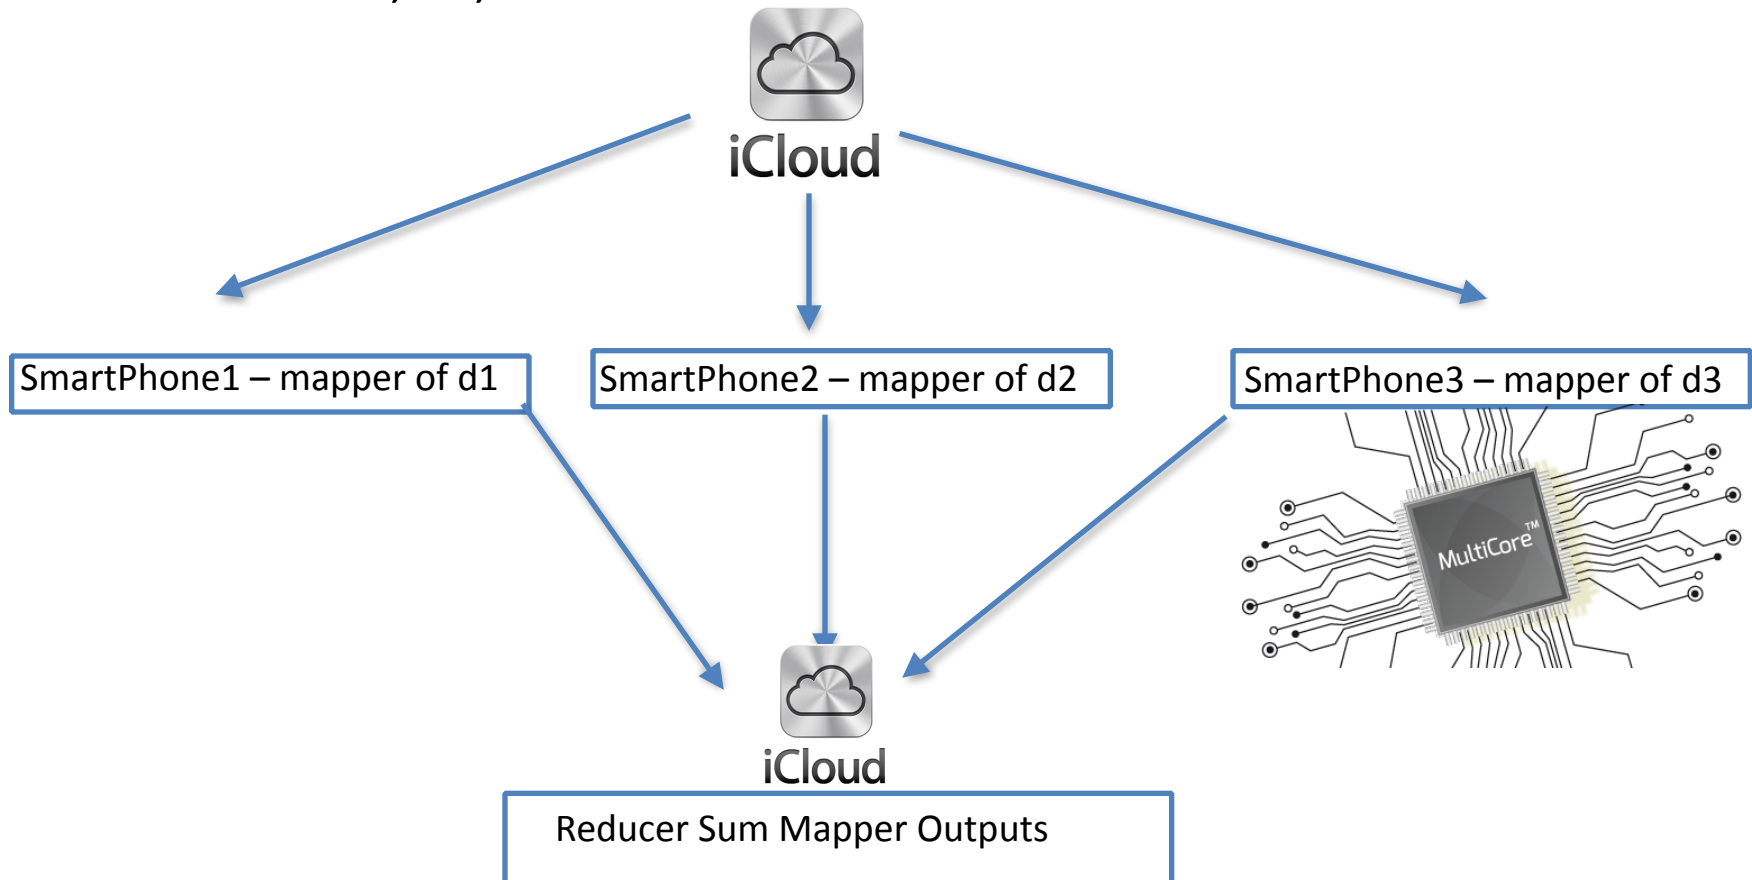 iCloud
SmartPhone1 – mapper of d1
SmartPhone2 – mapper of d2
SmartPhone3 – mapper of d3
MultiCore™
iCloud
Reducer Sum Mapper Outputs